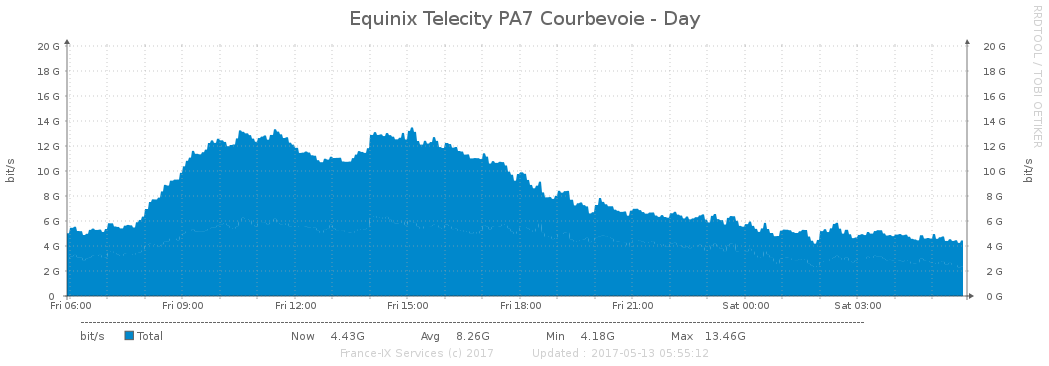 Equinix Telecity PA7 Courbevoie - Day
RRDTOOL / TOBI OETIKER
bit/s
20 G
18 G
16 G
14 G
12 G
10 G
8 G
6 G
4 G
2 G
0
20 G
18 G
16 G
14 G
12 G
10 G
8 G
6 G
4 G
2 G
0 G
bit/s
Fri 06:00 Fri 09:00 Fri 12:00 Fri 15:00 Fri 18:00 Fri 21:00 Sat 00:00 Sat 03:00
bit/s Total Now 4.43G Avg 8.26G Min 4.18G Max 13.46G
France-IX Services (c) 2017 Updated : 2017-05-13 05:55:12